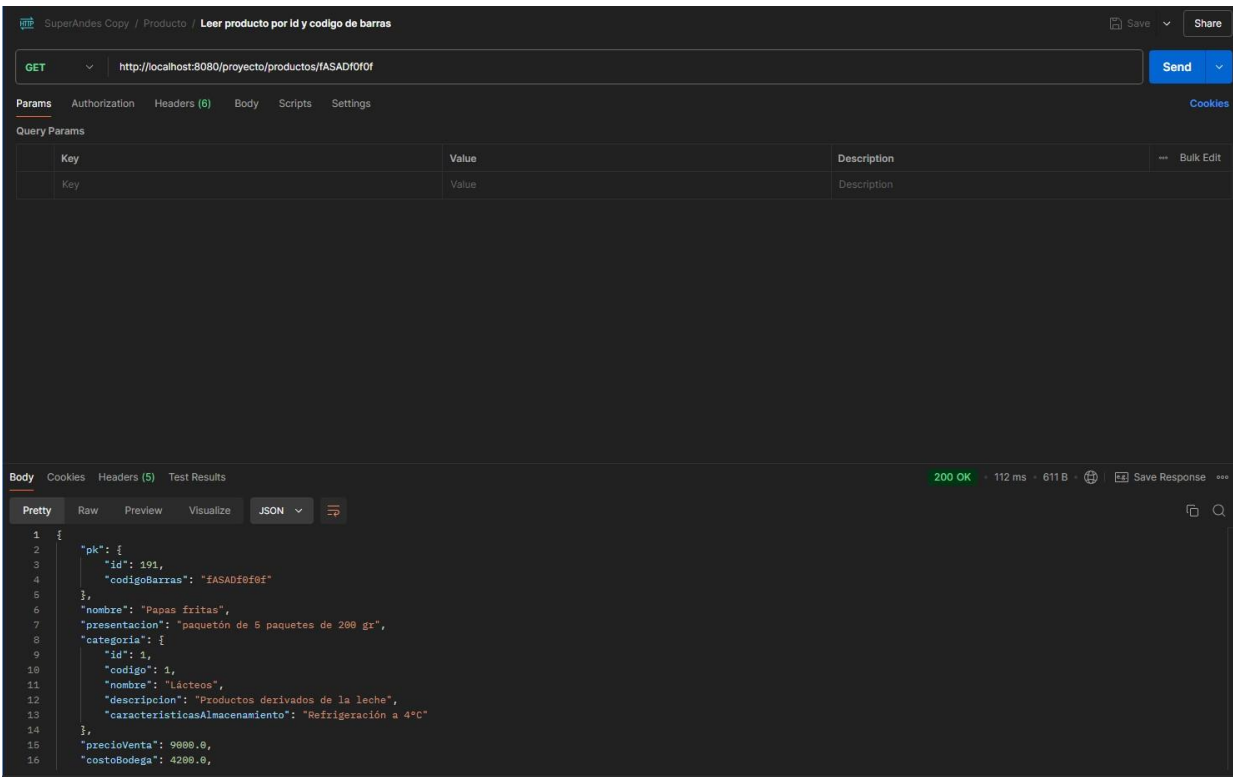 HTTP SuperAndes Copy / Producto / Leer producto por id y codigo de barras Save Share
GET http://localhost:8080/proyecto/productos/fASADf0f0f Send
Params Authorization Headers (6) Body Scripts Settings Cookies
Query Params
Key Value Description Bulk Edit
Key Value Description
Body Cookies Headers (5) Test Results 200 OK 112 ms 611 B e.g. Save Response
Pretty Raw Preview Visualize JSON
1 {
2 "pk": {
3 "id": 191,
4 "codigoBarras": "fASADf0f0f"
5 },
6 "nombre": "Papas fritas",
7 "presentacion": "paquetón de 5 paquetes de 200 gr",
8 "categoria": {
9 "id": 1,
10 "codigo": 1,
11 "nombre": "Lácteos",
12 "descripcion": "Productos derivados de la leche",
13 "caracteristicasAlmacenamiento": "Refrigeración a 4°C"
14 },
15 "precioVenta": 9000.0,
16 "costoBodega": 4200.0,